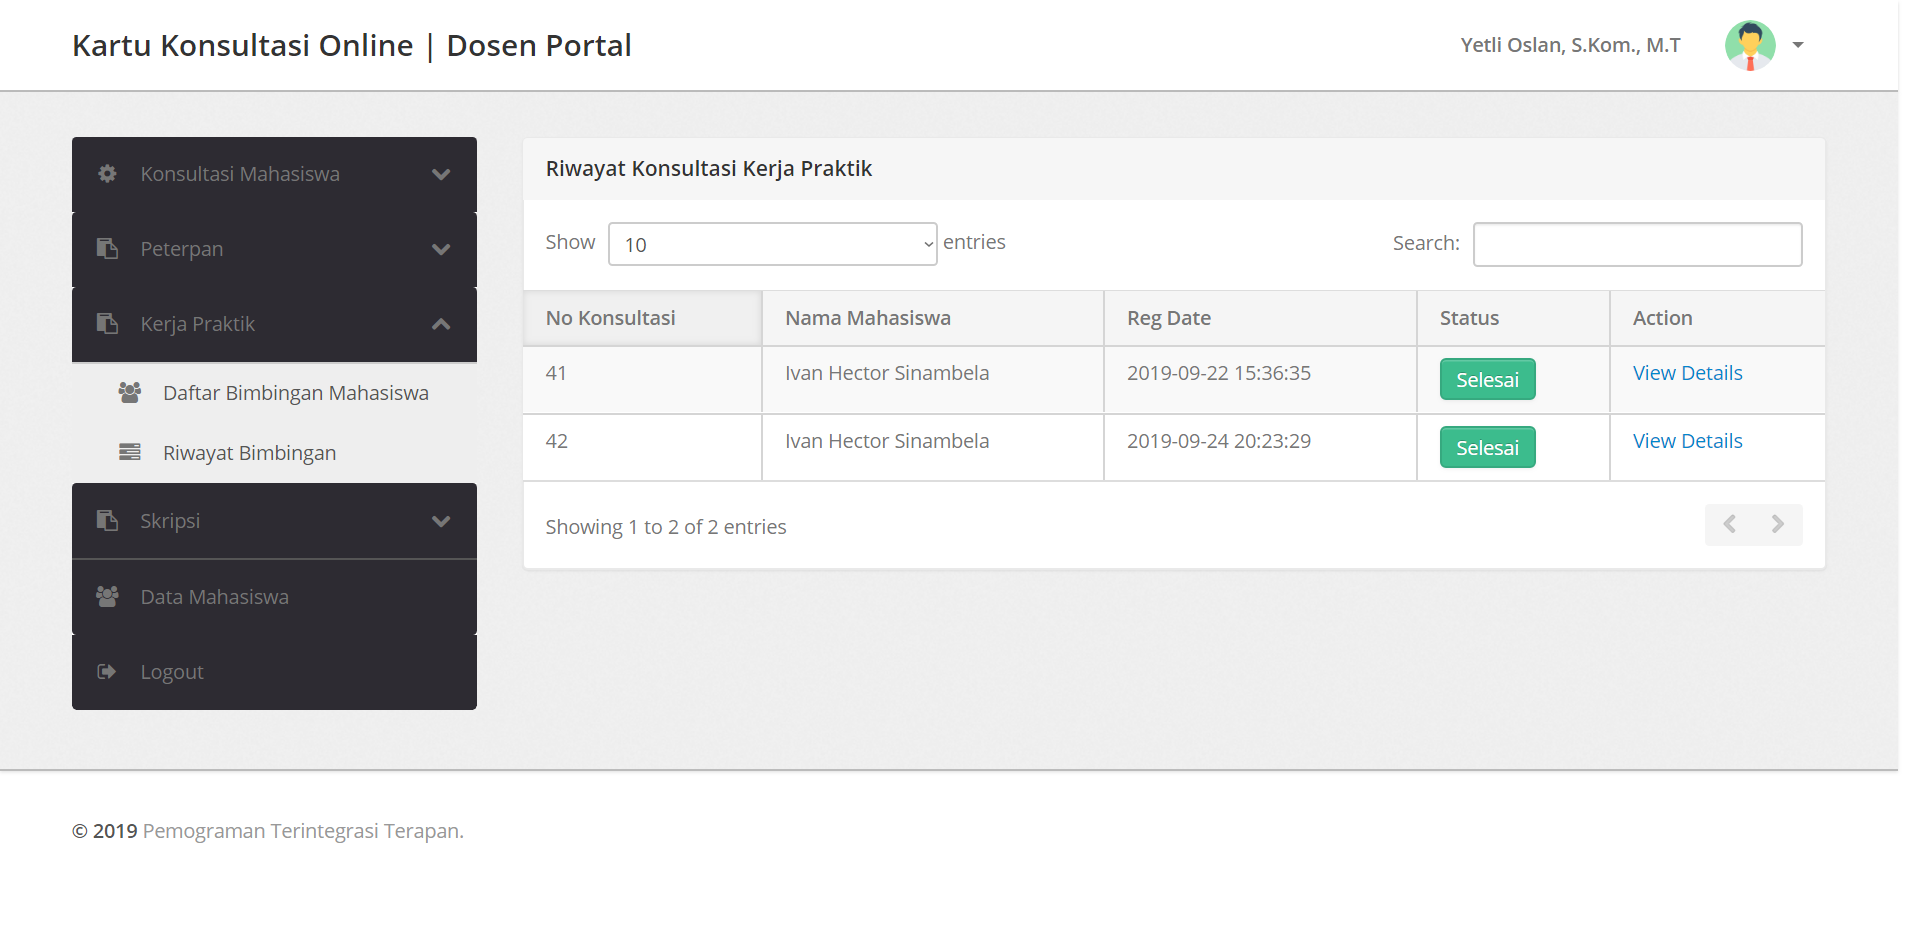 Kartu Konsultasi Online | Dosen Portal
Yetli Oslan, S.Kom., M.T
Konsultasi Mahasiswa
Peterpan
Kerja Praktik
Daftar Bimbingan Mahasiswa
Riwayat Bimbingan
Skripsi
Data Mahasiswa
Logout
Riwayat Konsultasi Kerja Praktik
Show 10 entries
Search:
No Konsultasi Nama Mahasiswa Reg Date Status Action
41 Ivan Hector Sinambela 2019-09-22 15:36:35 Selesai View Details
42 Ivan Hector Sinambela 2019-09-24 20:23:29 Selesai View Details
Showing 1 to 2 of 2 entries
© 2019 Pemograman Terintegrasi Terapan.